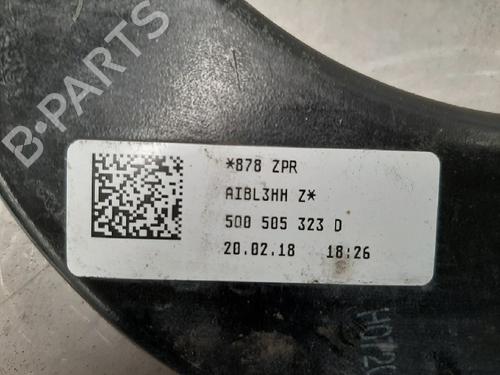 B-PARTS
*878 ZPR
AIBL3HH Z*
500 505 323 D
20.02.18 18:26